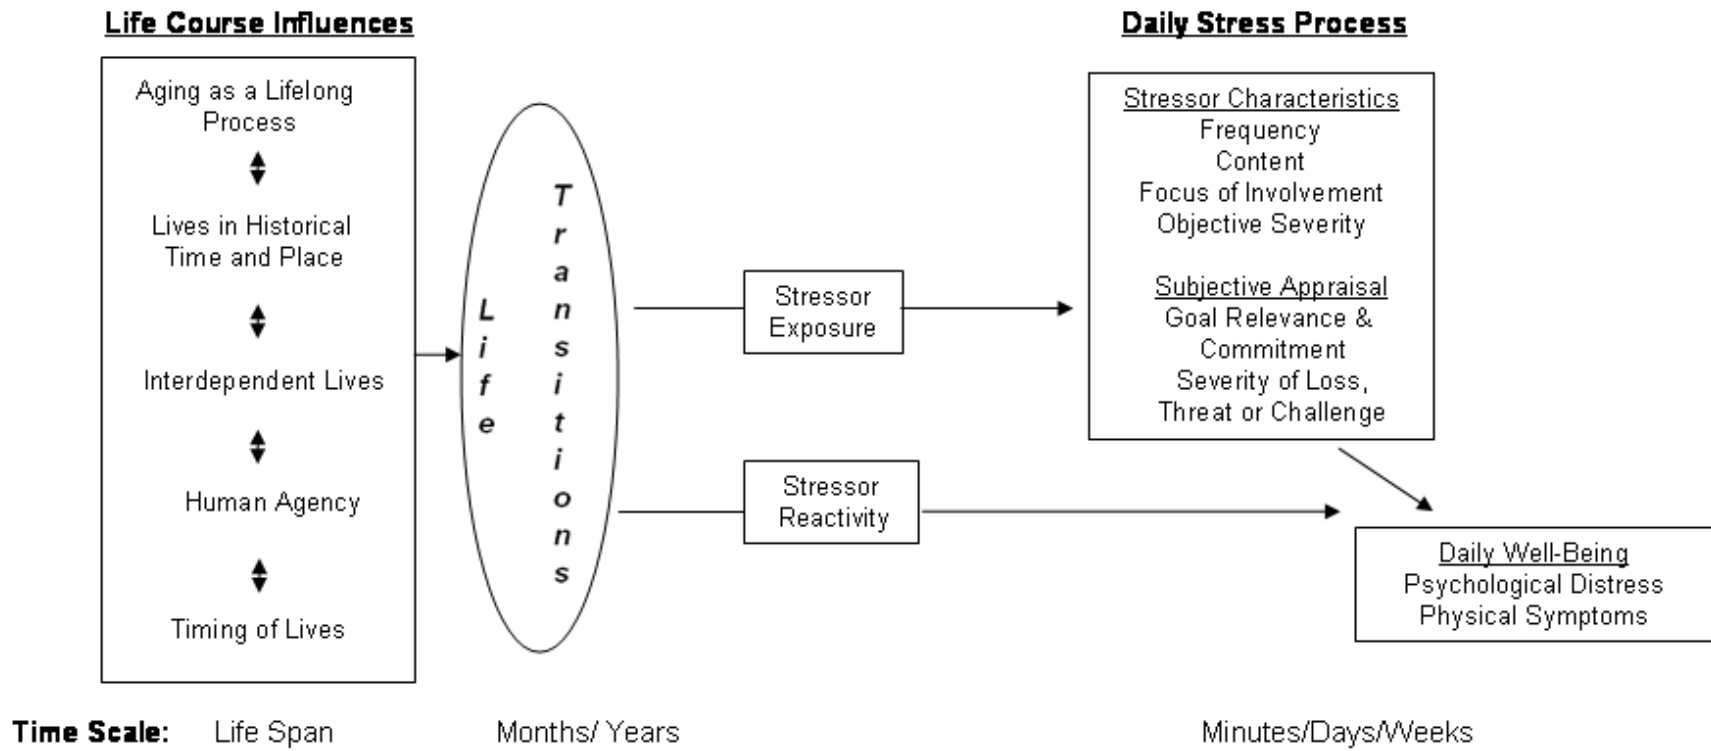 Life Course Influences
Aging as a Lifelong
Process
Lives in Historical
Time and Place
Interdependent Lives
Human Agency
Timing of Lives
Life
Transitions
Stressor
Exposure
Stressor
Reactivity
Daily Stress Process
Stressor Characteristics
Frequency
Content
Focus of Involvement
Objective Severity
Subjective Appraisal
Goal Relevance &
Commitment
Severity of Loss,
Threat or Challenge
Daily Well-Being
Psychological Distress
Physical Symptoms
Time Scale: Life Span Months/ Years Minutes/Days/Weeks